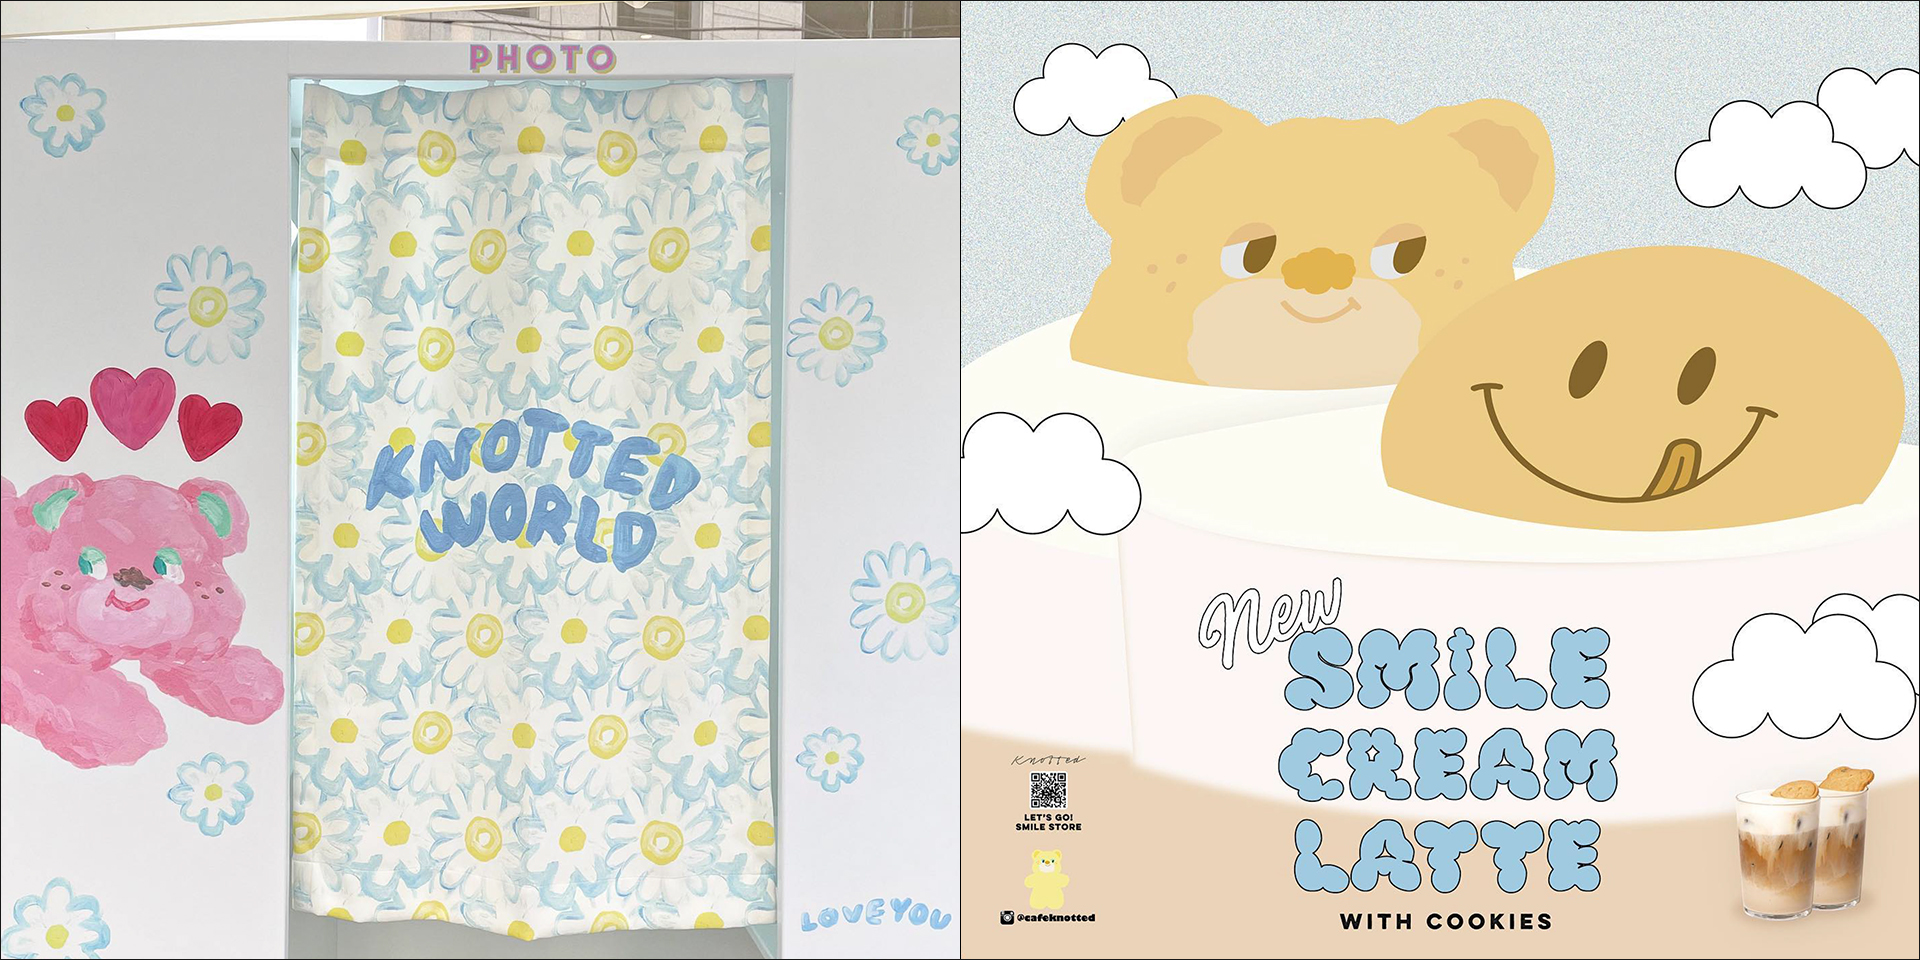 PHOTO
KNOTTED
WORLD
LOVE YOU
New
SMILE
CREAM
LATTE
WITH COOKIES
Knotted
LET'S GO!
SMILE STORE
@cafeknotted